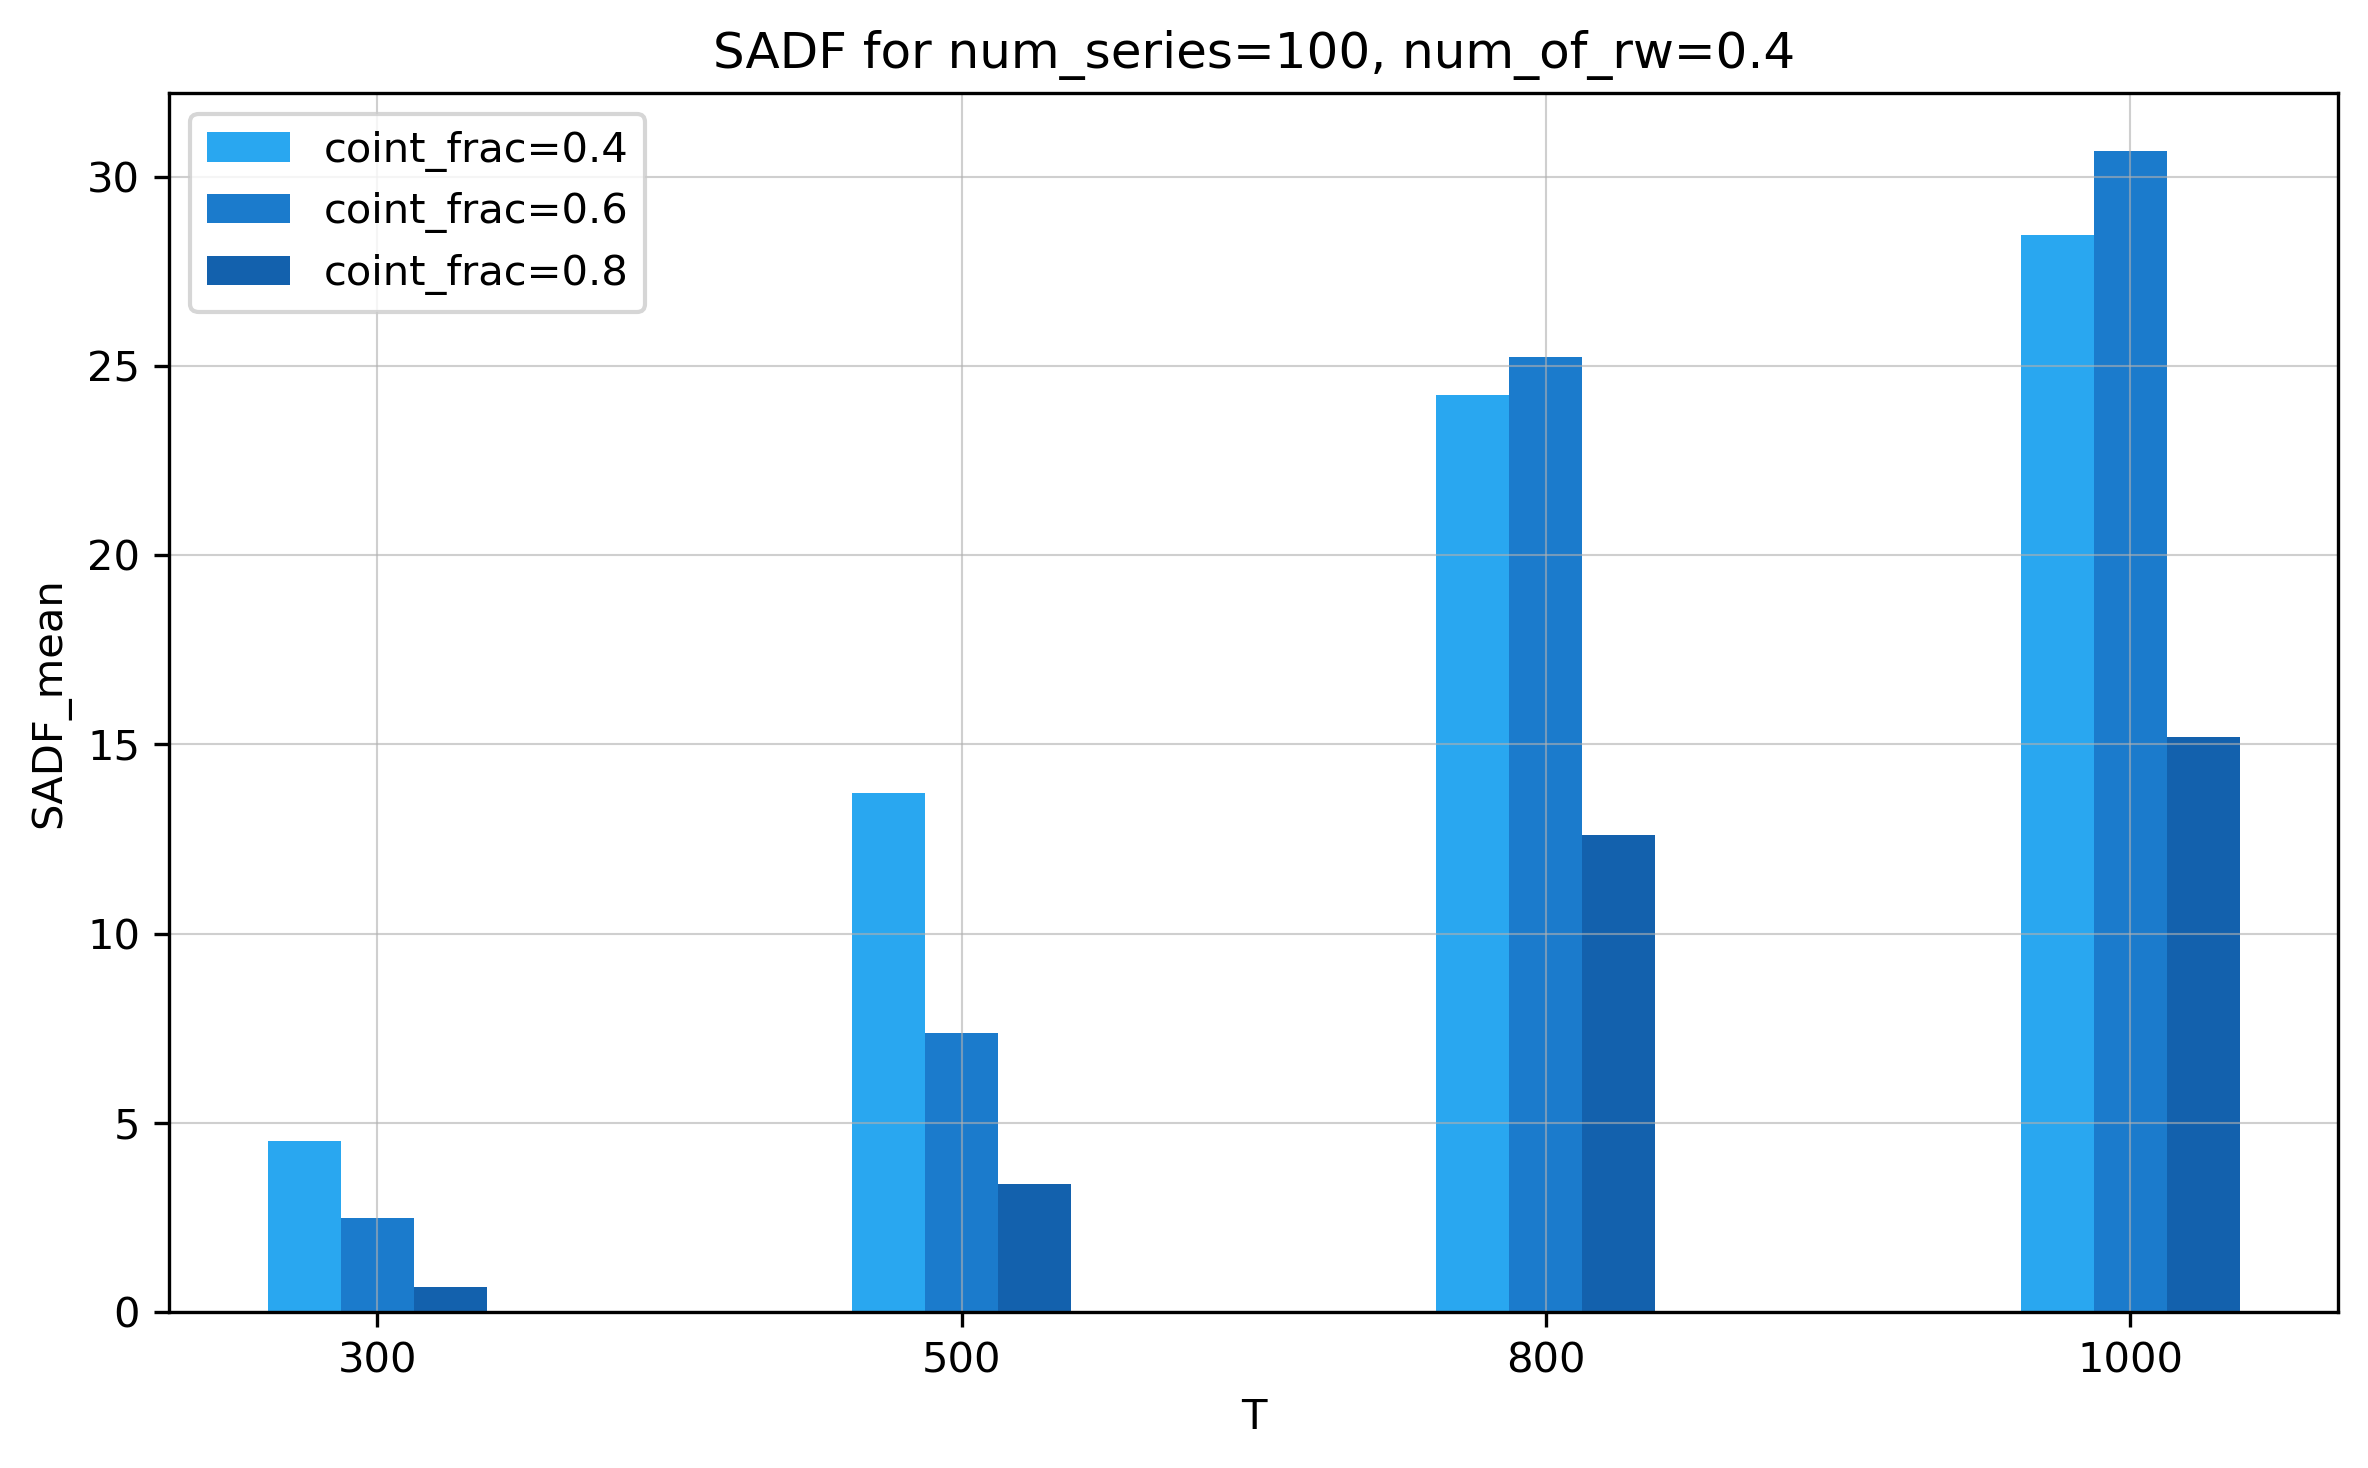 SADF for num_series=100, num_of_rw=0.4
coint_frac=0.4
coint_frac=0.6
coint_frac=0.8
30
25
20
15
10
5
0
SADF_mean
300 500 800 1000
T